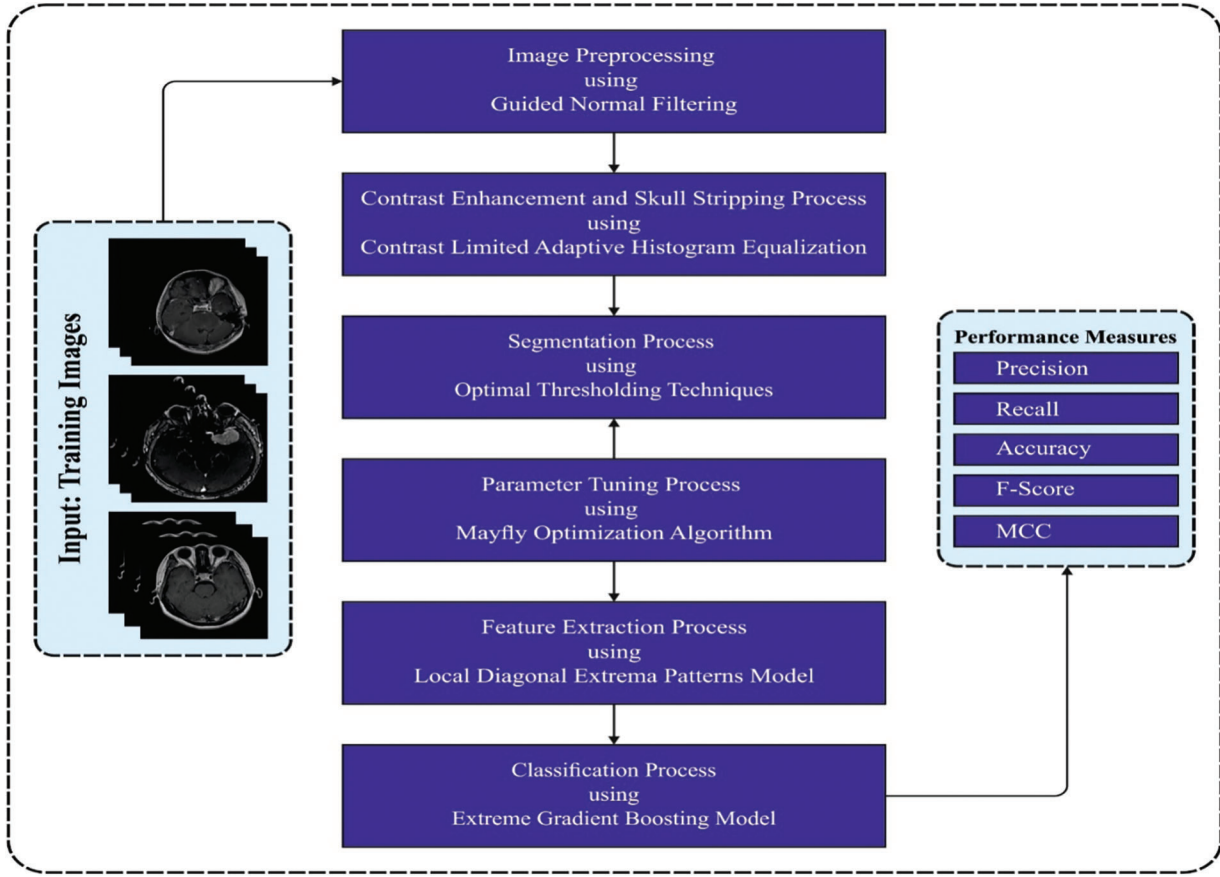 Input: Training Images
Image Preprocessing
using
Guided Normal Filtering
Contrast Enhancement and Skull Stripping Process
using
Contrast Limited Adaptive Histogram Equalization
Segmentation Process
using
Optimal Thresholding Techniques
Parameter Tuning Process
using
Mayfly Optimization Algorithm
Feature Extraction Process
using
Local Diagonal Extrema Patterns Model
Classification Process
using
Extreme Gradient Boosting Model
Performance Measures
Precision
Recall
Accuracy
F-Score
MCC